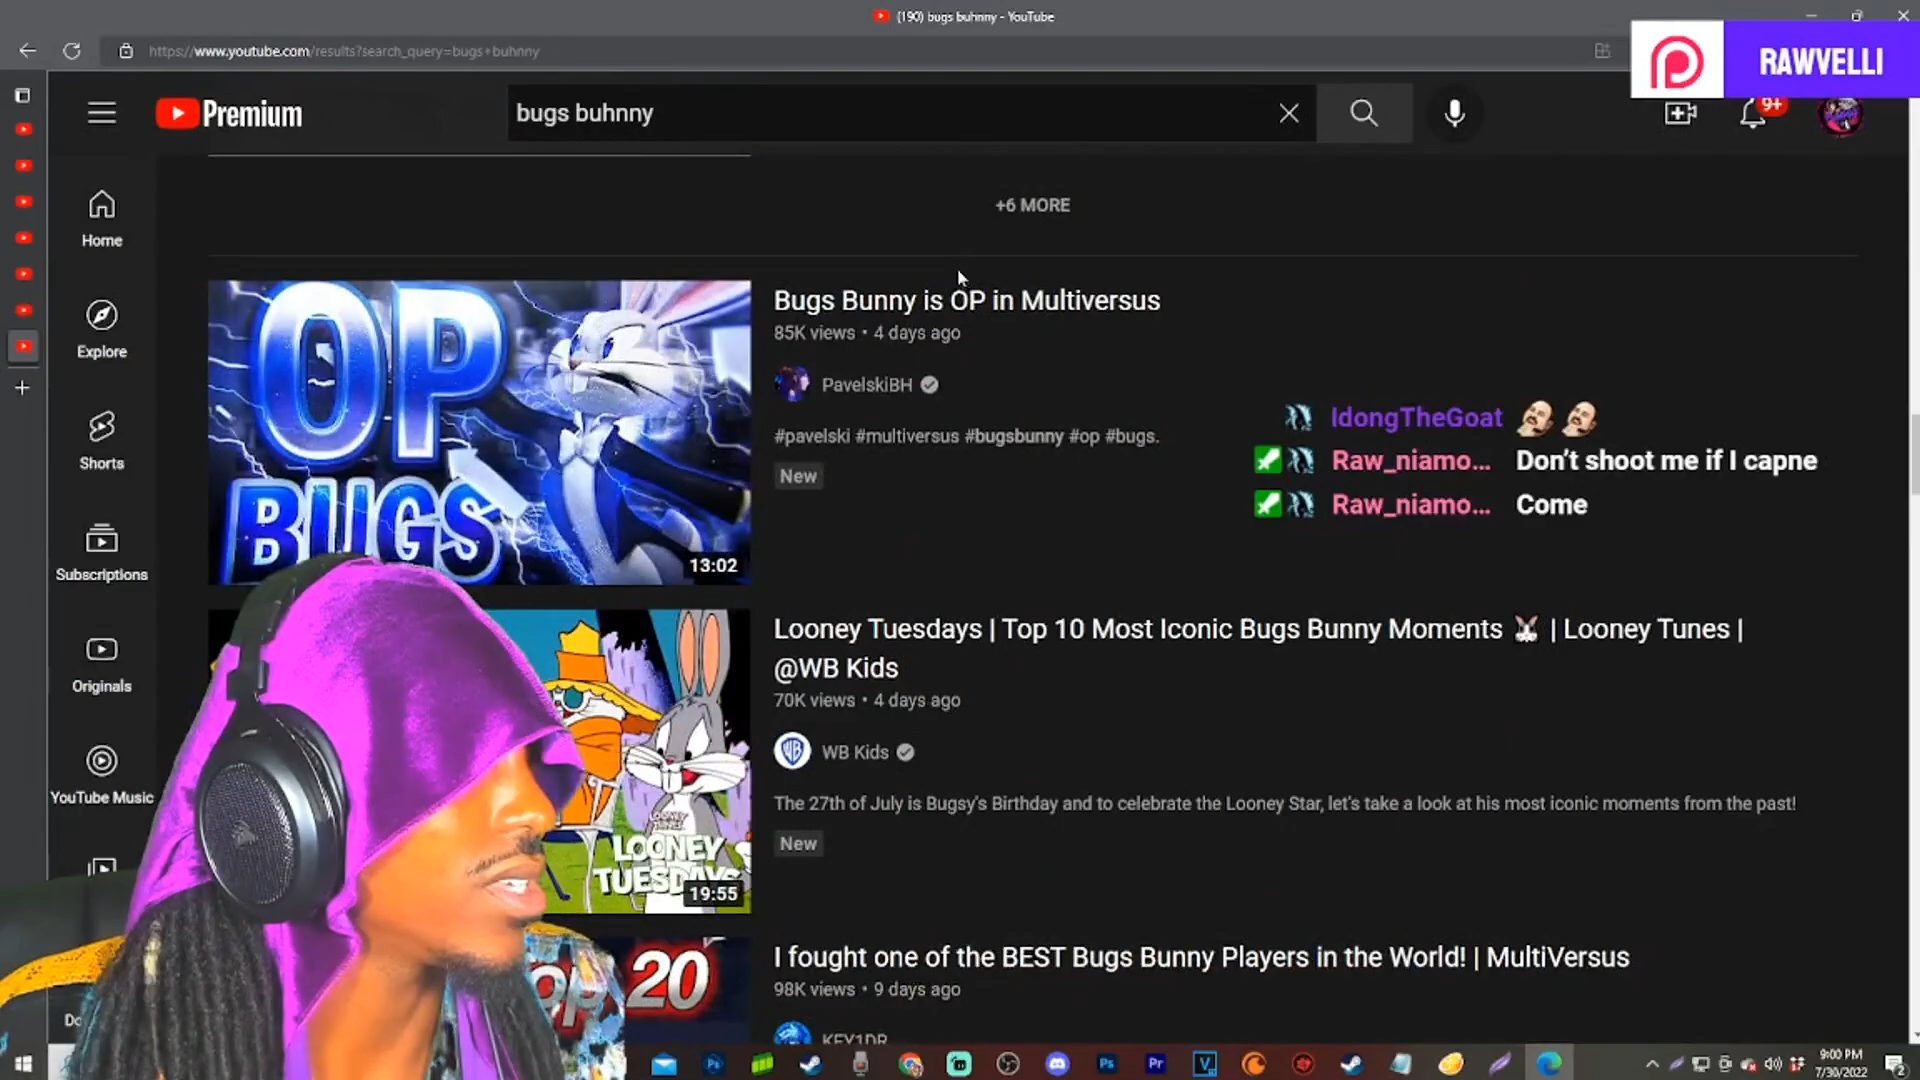 (190) bugs buhnny - YouTube
https://www.youtube.com/results?search_query=bugs+buhnny
RAWVELLI
Premium
bugs buhnny
9+
+6 MORE
Home
Explore
Shorts
Subscriptions
Originals
YouTube Music
OP
BUGS
13:02
Bugs Bunny is OP in Multiversus
85K views • 4 days ago
PavelskiBH
#pavelski #multiversus #bugsbunny #op #bugs.
New
IdongTheGoat
Raw_niamo... Don't shoot me if I capne
Raw_niamo... Come
LOONEY
TUESDAYS
19:55
Looney Tuesdays | Top 10 Most Iconic Bugs Bunny Moments 🐰 | Looney Tunes |
@WB Kids
70K views • 4 days ago
WB Kids
The 27th of July is Bugsy's Birthday and to celebrate the Looney Star, let's take a look at his most iconic moments from the past!
New
20
I fought one of the BEST Bugs Bunny Players in the World! | MultiVersus
98K views • 9 days ago
KEY1DR
9:00 PM
7/30/2022
2